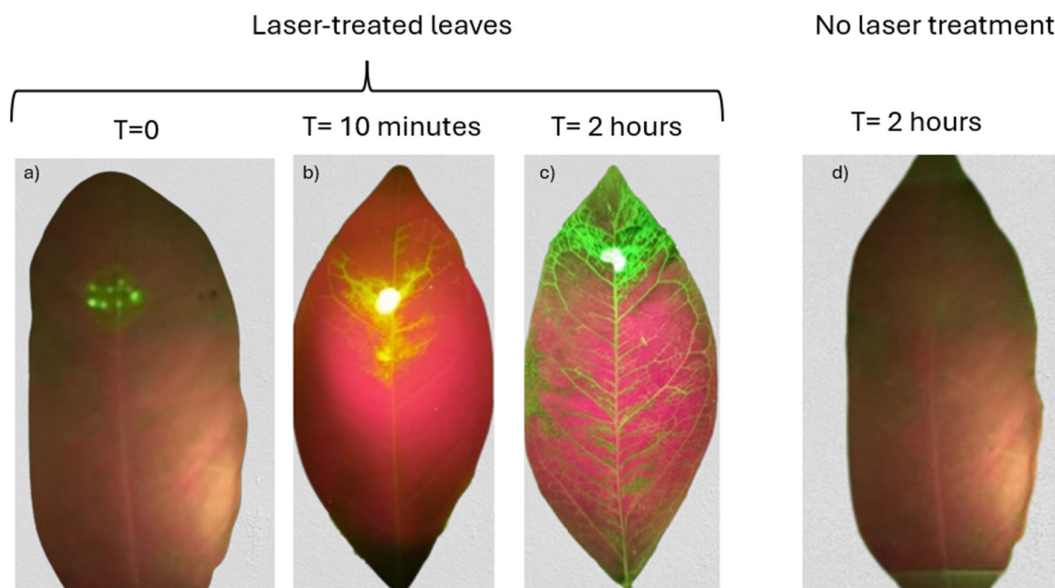 Laser-treated leaves
No laser treatment
T=0
T= 10 minutes
T= 2 hours
T= 2 hours
a)
b)
c)
d)